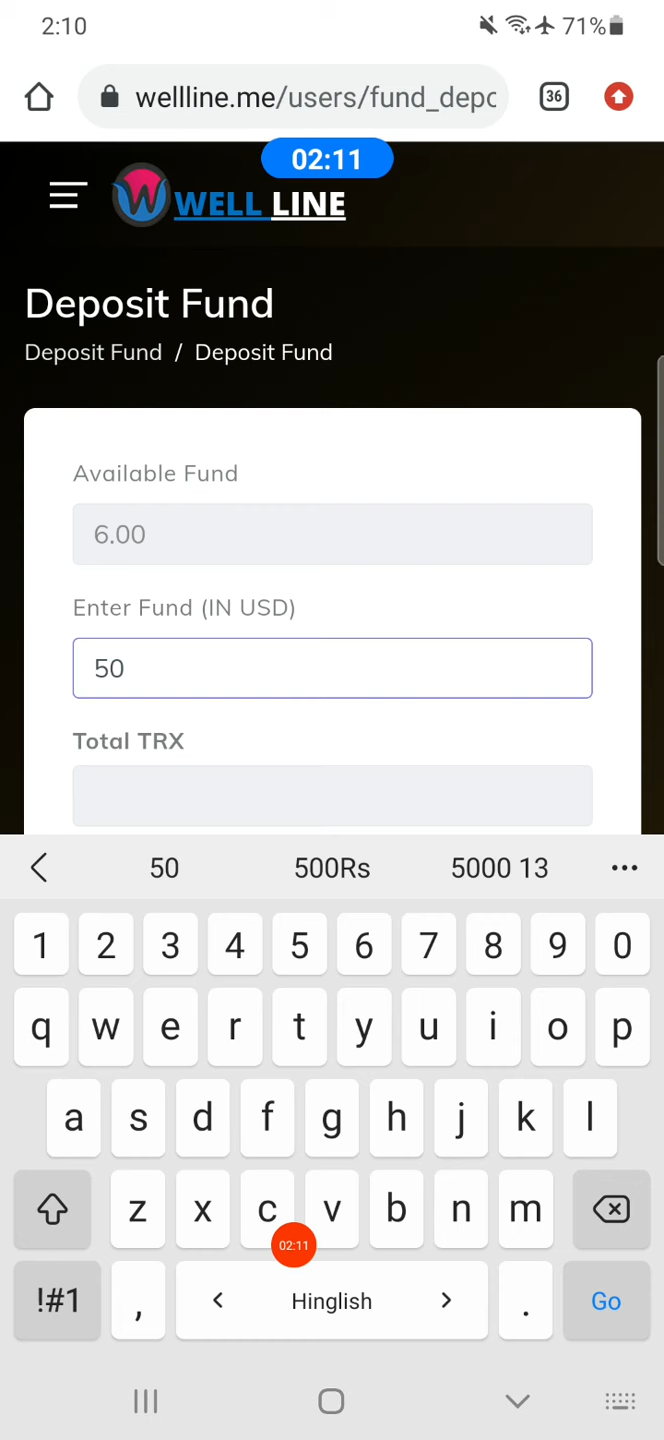 2:10
71%
wellline.me/users/fund_depo
36
02:11
WELL LINE
Deposit Fund
Deposit Fund / Deposit Fund
Available Fund
6.00
Enter Fund (IN USD)
50
Total TRX
50 500Rs 5000 13
1 2 3 4 5 6 7 8 9 0
q w e r t y u i o p
a s d f g h j k l
z x c v b n m
02:11
!#1 , < Hinglish > . Go